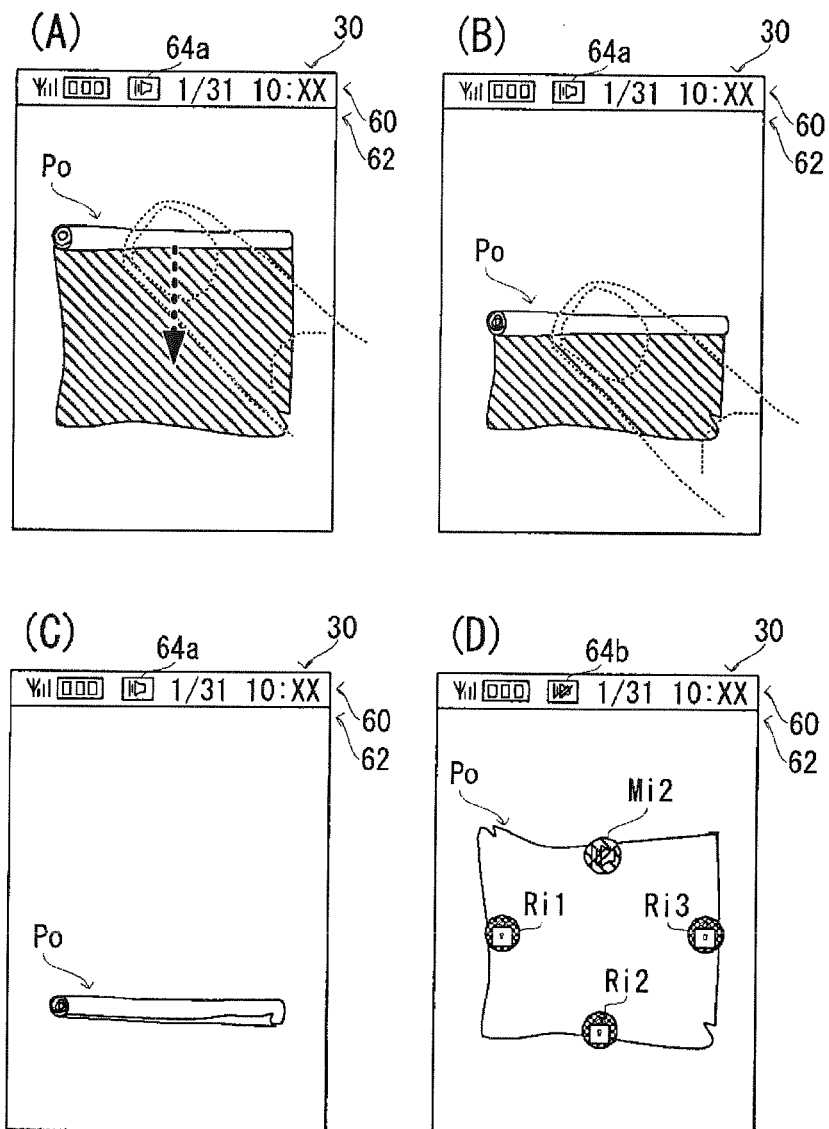 (A)
64a
30
1/31 10:XX
60
62
Po
(B)
64a
30
1/31 10:XX
60
62
Po
(C)
64a
30
1/31 10:XX
60
62
Po
(D)
64b
30
1/31 10:XX
60
62
Po
Mi2
Ri1
Ri3
Ri2